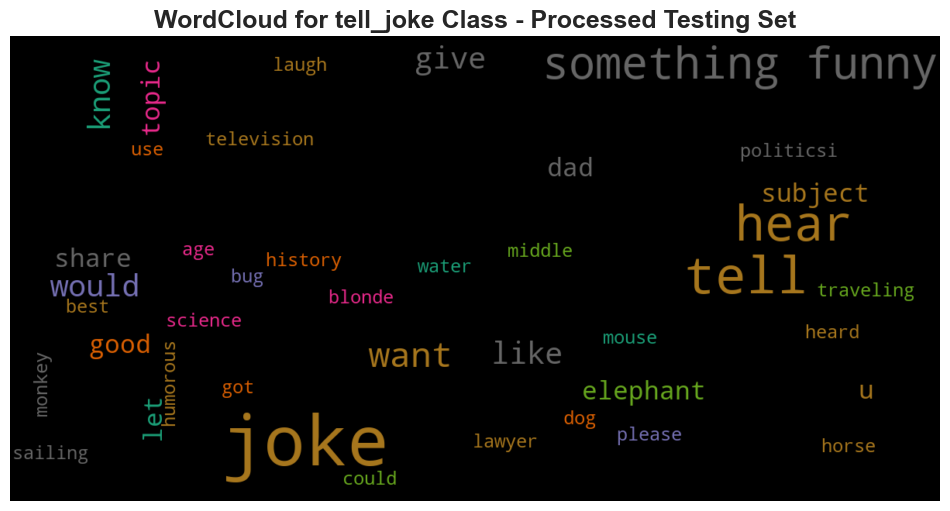 WordCloud for tell_joke Class - Processed Testing Set
something funny
give
laugh
know
topic
television
use
politicsi
dad
subject
hear
age
middle
share
history
water
bug
would
tell
traveling
best
blonde
science
heard
mouse
good
want
like
monkey
humorous
got
elephant
u
let
dog
joke
please
lawyer
horse
sailing
could